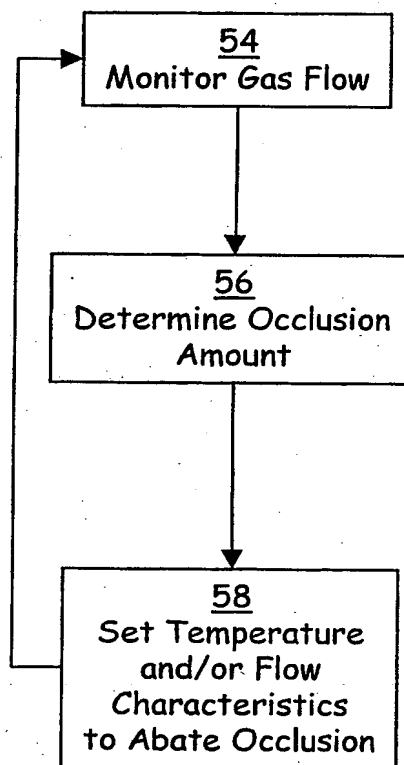 54
Monitor Gas Flow
56
Determine Occlusion
Amount
58
Set Temperature
and/or Flow
Characteristics
to Abate Occlusion